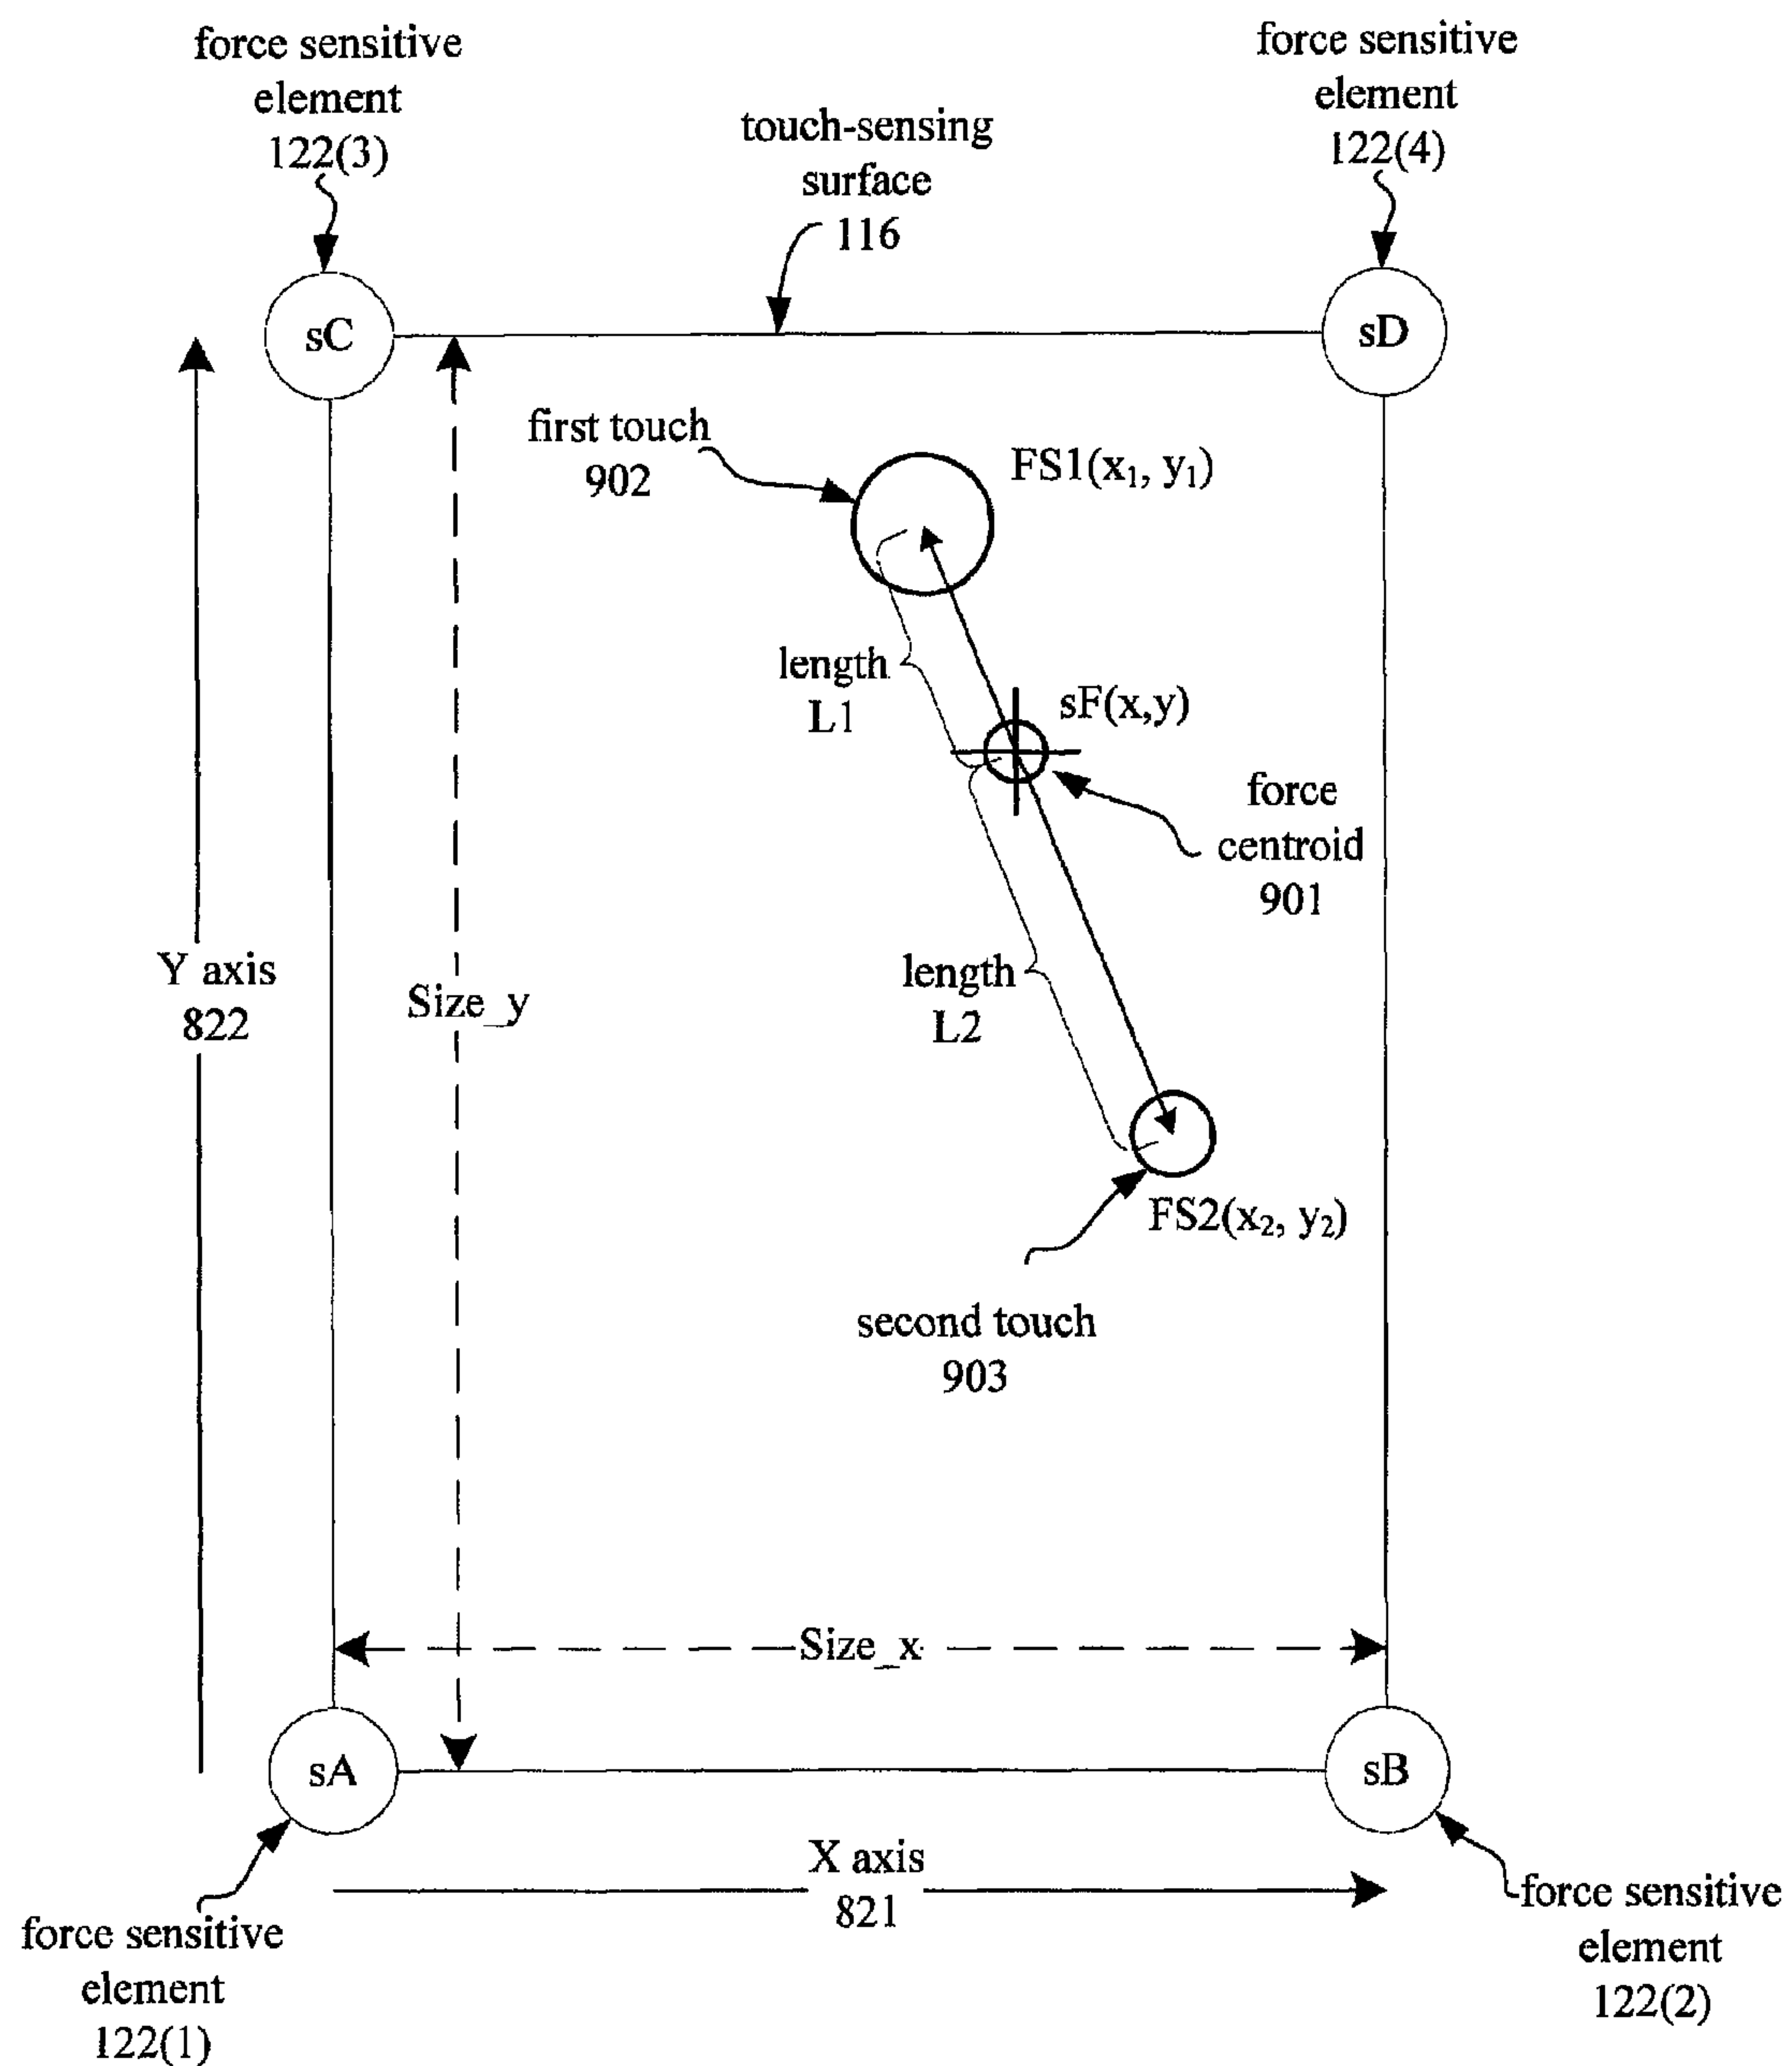 force sensitive
element
122(3)
force sensitive
element
122(4)
touch-sensing
surface
116
sC
sD
first touch
902
FS1(x₁, y₁)
length
L1
sF(x,y)
force
centroid
901
Y axis
822
Size_y
length
L2
FS2(x₂, y₂)
second touch
903
Size_x
sA
sB
X axis
821
force sensitive
element
122(1)
force sensitive
element
122(2)